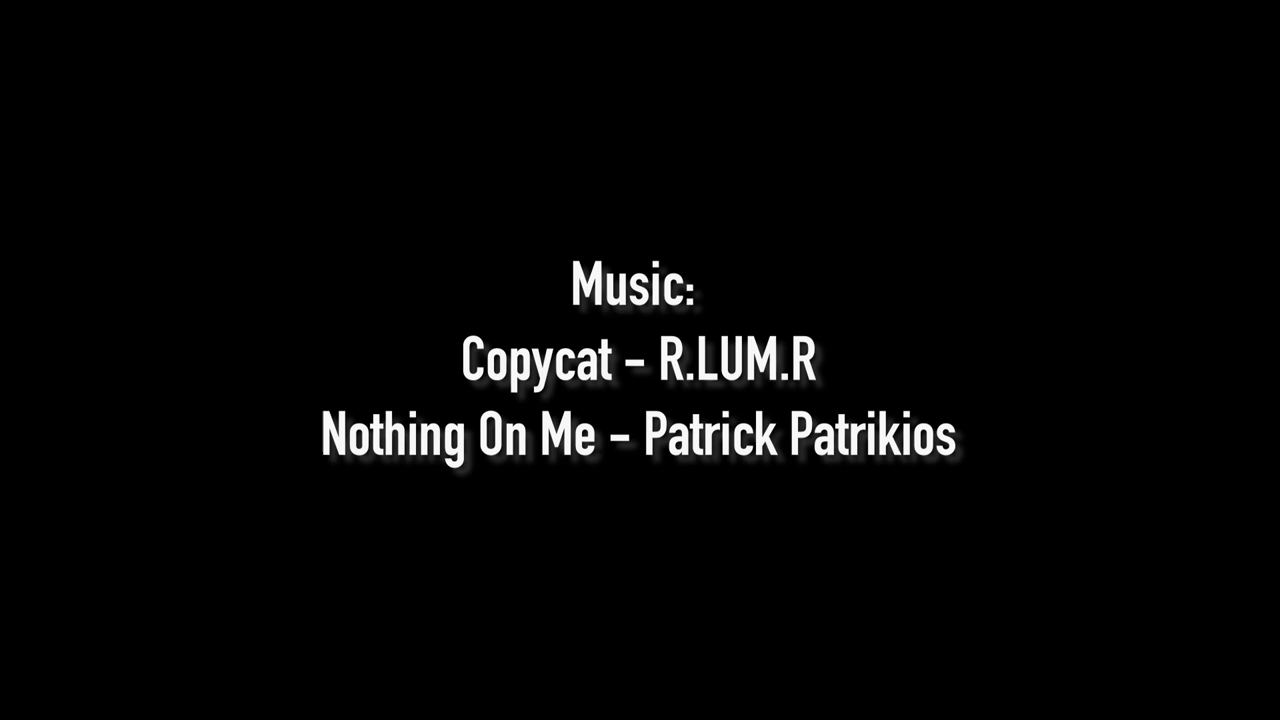 Music:
Copycat – R.LUM.R
Nothing On Me – Patrick Patrikios